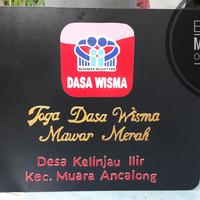 DASA WISMA
Toga Dasa Wisma
Mawar Merah
Desa Kelinjau Ilir
Kec. Muara Ancalong